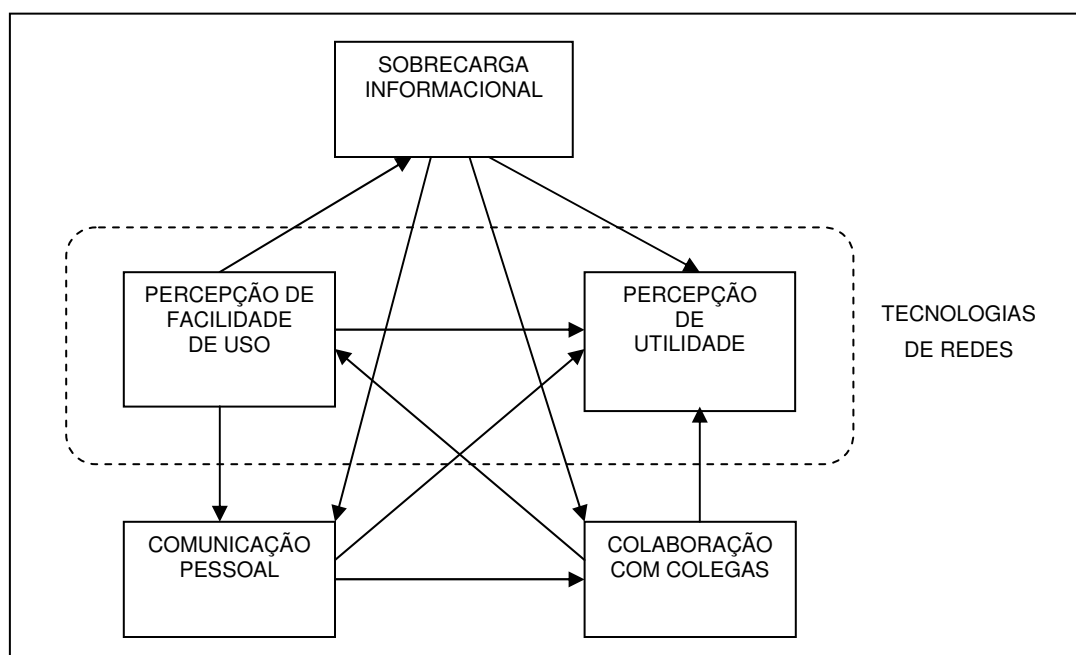 SOBRECARGA
INFORMACIONAL
PERCEPÇÃO DE
FACILIDADE
DE USO
PERCEPÇÃO
DE
UTILIDADE
TECNOLOGIAS
DE REDES
COMUNICAÇÃO
PESSOAL
COLABORAÇÃO
COM COLEGAS